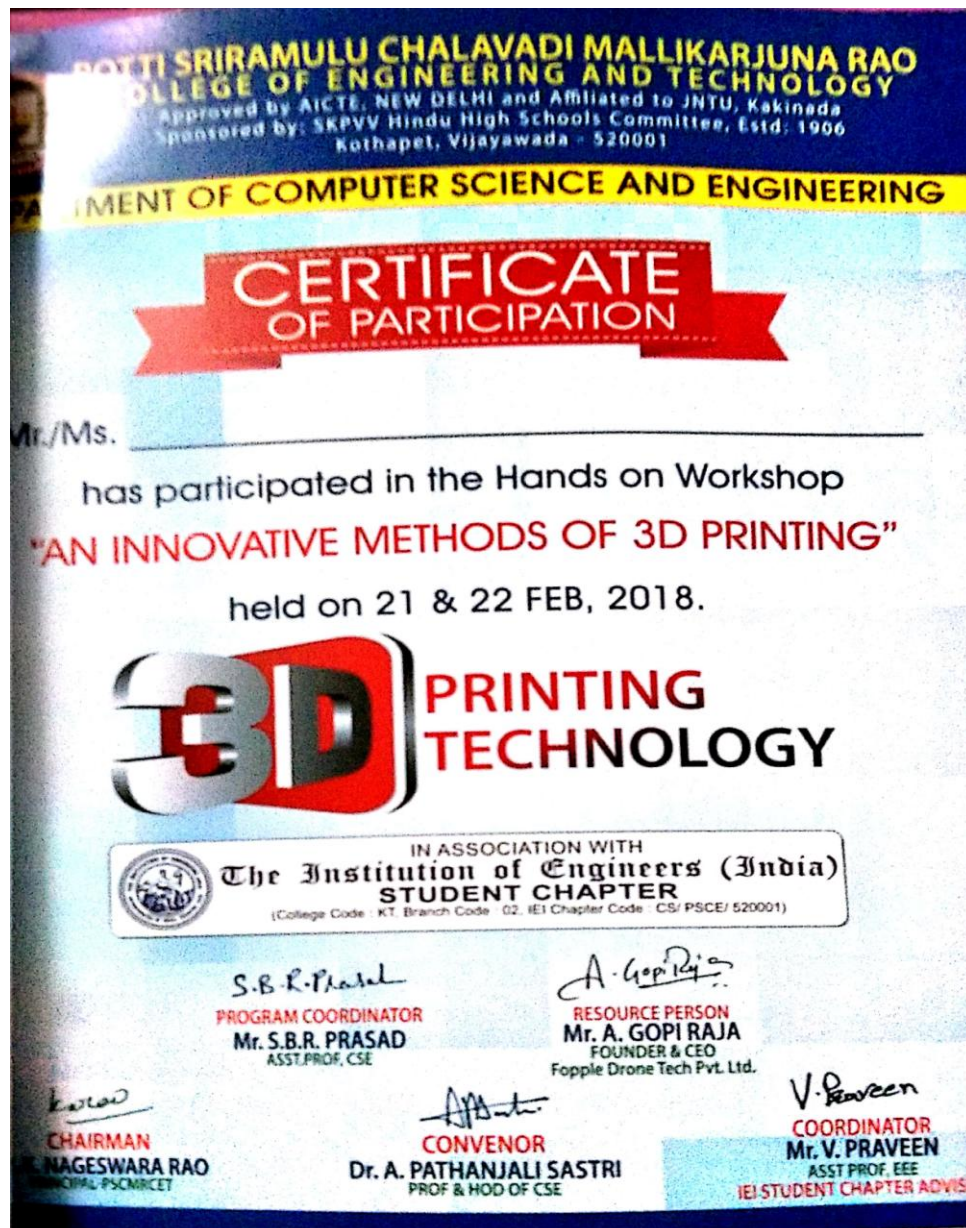 POTTI SRIRAMULU CHALAVADI MALLIKARJUNA RAO
COLLEGE OF ENGINEERING AND TECHNOLOGY
Approved by AICTE, NEW DELHI and Affiliated to JNTU, Kakinada
Sponsored by: SKPVV Hindu High Schools Committee, Estd: 1906
Kothapet, Vijayawada - 520001
MENT OF COMPUTER SCIENCE AND ENGINEERING
CERTIFICATE
OF PARTICIPATION
Mr./Ms.
has participated in the Hands on Workshop
"AN INNOVATIVE METHODS OF 3D PRINTING"
held on 21 & 22 FEB, 2018.
3D PRINTING
TECHNOLOGY
IN ASSOCIATION WITH
The Institution of Engineers (India)
STUDENT CHAPTER
(College Code : KT, Branch Code : 02, IEI Chapter Code : CS/ PSCE/ 520001)
S.B.R.Prasad
PROGRAM COORDINATOR
Mr. S.B.R. PRASAD
ASST.PROF, CSE
A. Gopi Raja
RESOURCE PERSON
Mr. A. GOPI RAJA
FOUNDER & CEO
Fopple Drone Tech Pvt. Ltd.
CHAIRMAN
NAGESWARA RAO
PRINCIPAL-PSCMRCET
CONVENOR
Dr. A. PATHANJALI SASTRI
PROF & HOD OF CSE
V. Praveen
COORDINATOR
Mr. V. PRAVEEN
ASST PROF, EEE
IEI STUDENT CHAPTER ADVIS